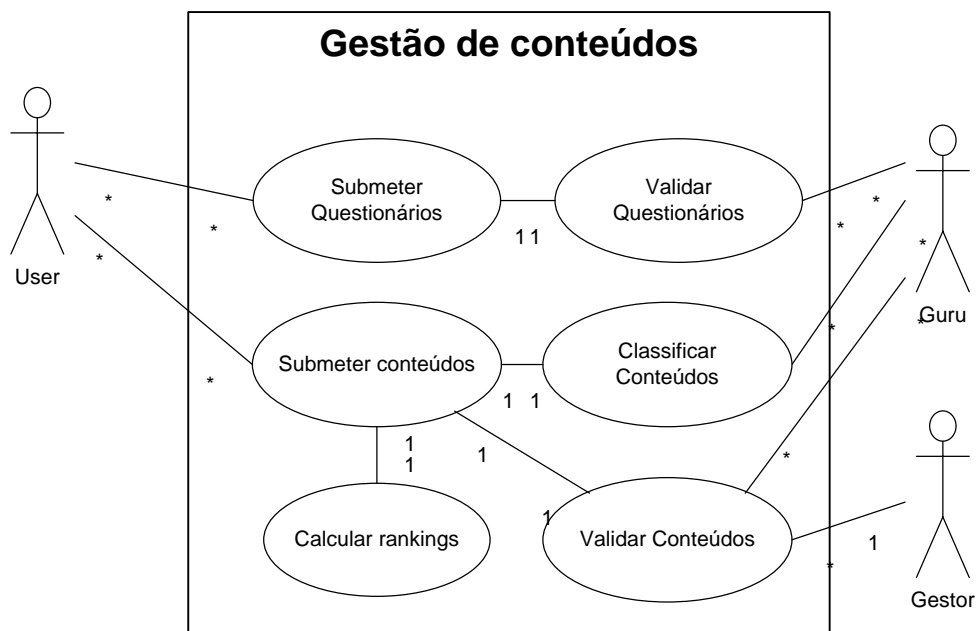 Gestão de conteúdos
Submeter
Questionários
Validar
Questionários
*
*
*
*
1 1
*
*
User
*
*
Guru
Submeter conteúdos
Classificar
Conteúdos
*
*
1 1
1
1
1
*
Calcular rankings
1
Validar Conteúdos
1
*
Gestor